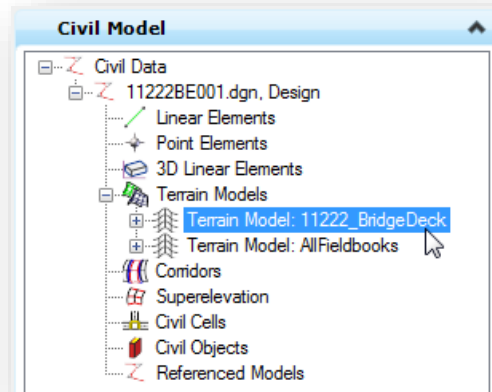 Civil Model
Civil Data
11222BE001.dgn, Design
Linear Elements
Point Elements
3D Linear Elements
Terrain Models
Terrain Model: 11222_BridgeDeck
Terrain Model: AllFieldbooks
Corridors
Superelevation
Civil Cells
Civil Objects
Referenced Models